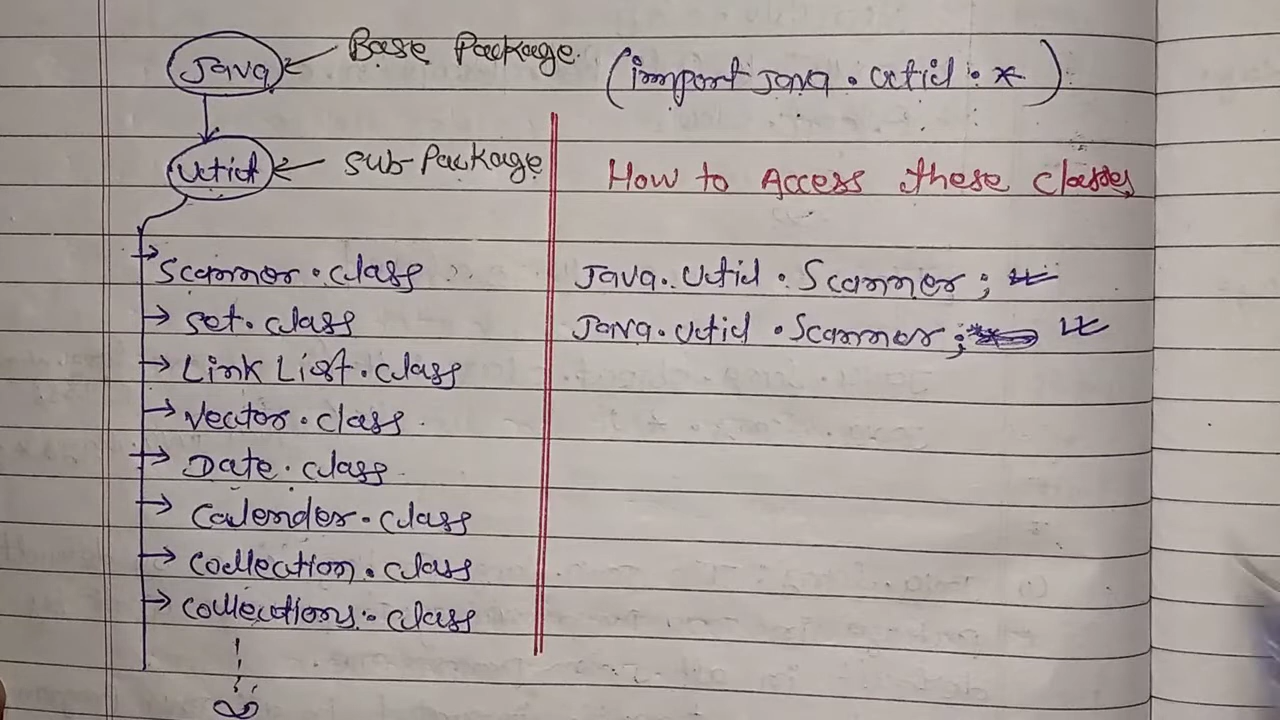 Java ← Base Package. (import Java.util.*)
Util ← Sub-Package
How to Access these classes
→ Scanner.class
Java.Util.Scanner;
→ set.class
Java.Util.Scanner;
→ Link List.class
→ Vector.class
→ Date.class
→ Calender.class
→ Collection.class
→ Collections.class